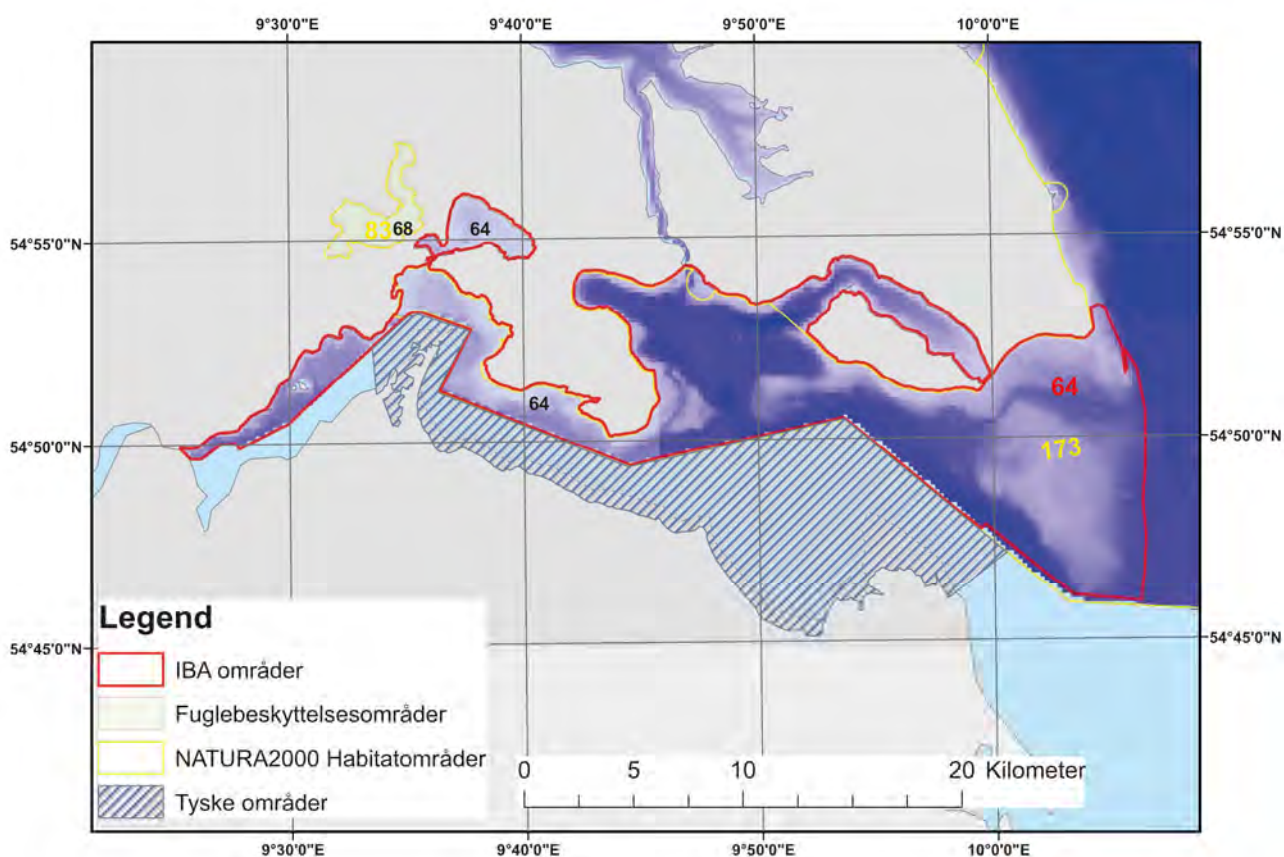 9°30'0"E 9°40'0"E 9°50'0"E 10°0'0"E
83 68 64
54°55'0"N 54°55'0"N
64
64
173
54°50'0"N 54°50'0"N
54°45'0"N 54°45'0"N
Legend
IBA områder
Fuglebeskyttelsesområder
NATURA2000 Habitatområder
Tyske områder
0 5 10 20 Kilometer
9°30'0"E 9°40'0"E 9°50'0"E 10°0'0"E